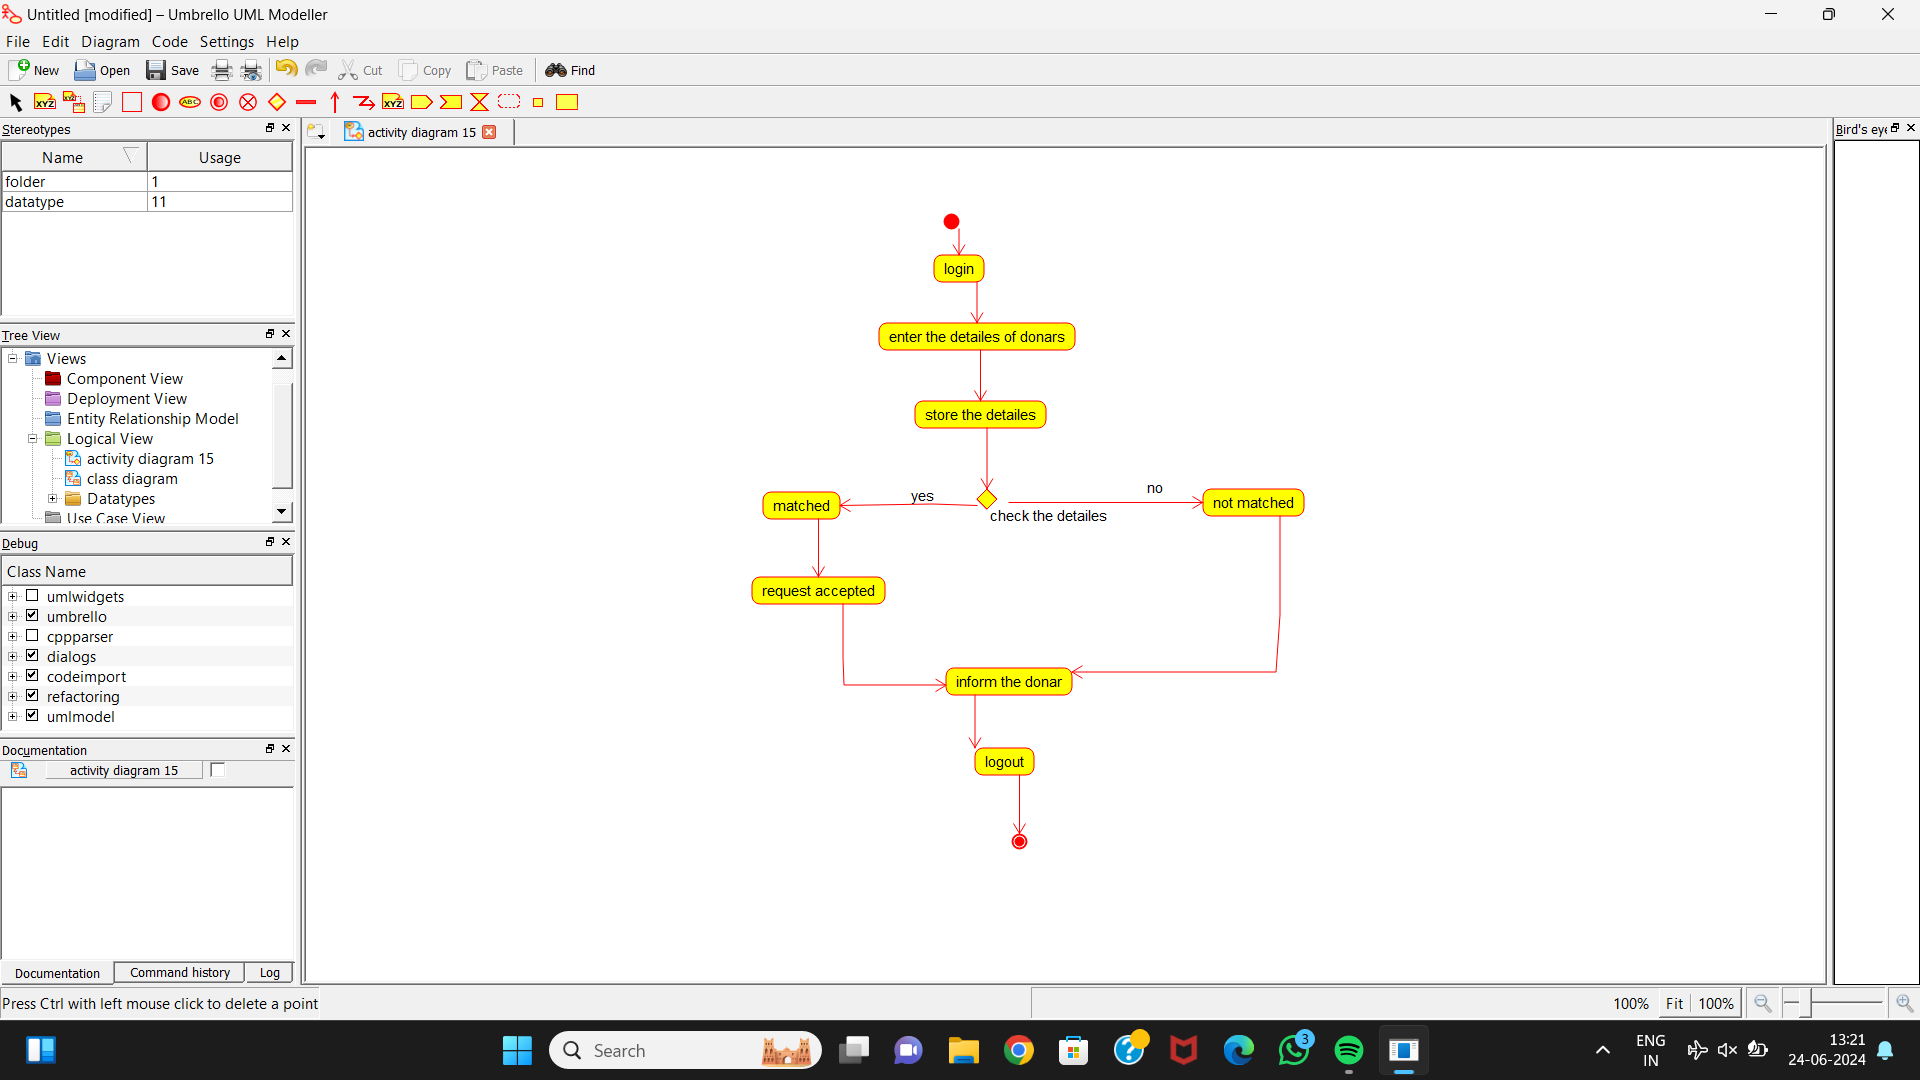 Untitled [modified] – Umbrello UML Modeller
File Edit Diagram Code Settings Help
New Open Save Cut Copy Paste Find
XYZ XYZ ABC XYZ
Stereotypes
Name Usage
folder 1
datatype 11
Tree View
Views
Component View
Deployment View
Entity Relationship Model
Logical View
activity diagram 15
class diagram
Datatypes
Use Case View
Debug
Class Name
umlwidgets
umbrello
cppparser
dialogs
codeimport
refactoring
umlmodel
Documentation
activity diagram 15
Documentation Command history Log
Press Ctrl with left mouse click to delete a point
activity diagram 15
login
enter the detailes of donars
store the detailes
yes
no
matched
not matched
check the detailes
request accepted
inform the donar
logout
Bird's eye
100% Fit 100%
Search
3
ENG
IN
13:21
24-06-2024